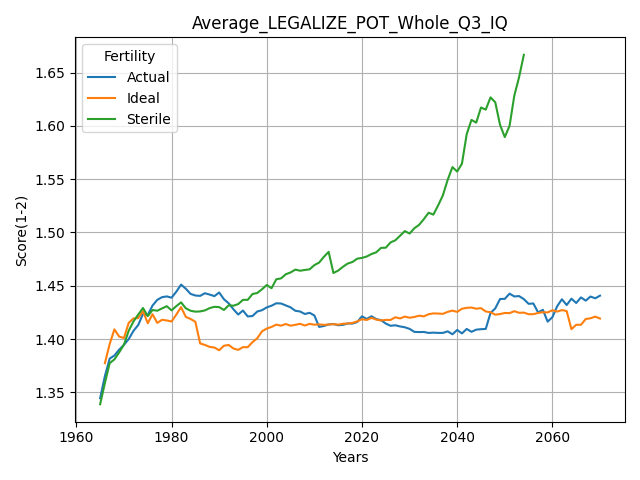 Average_LEGALIZE_POT_Whole_Q3_IQ
Fertility
Actual
Ideal
Sterile
Score(1-2)
1.65
1.60
1.55
1.50
1.45
1.40
1.35
1960
1980
2000
2020
2040
2060
Years